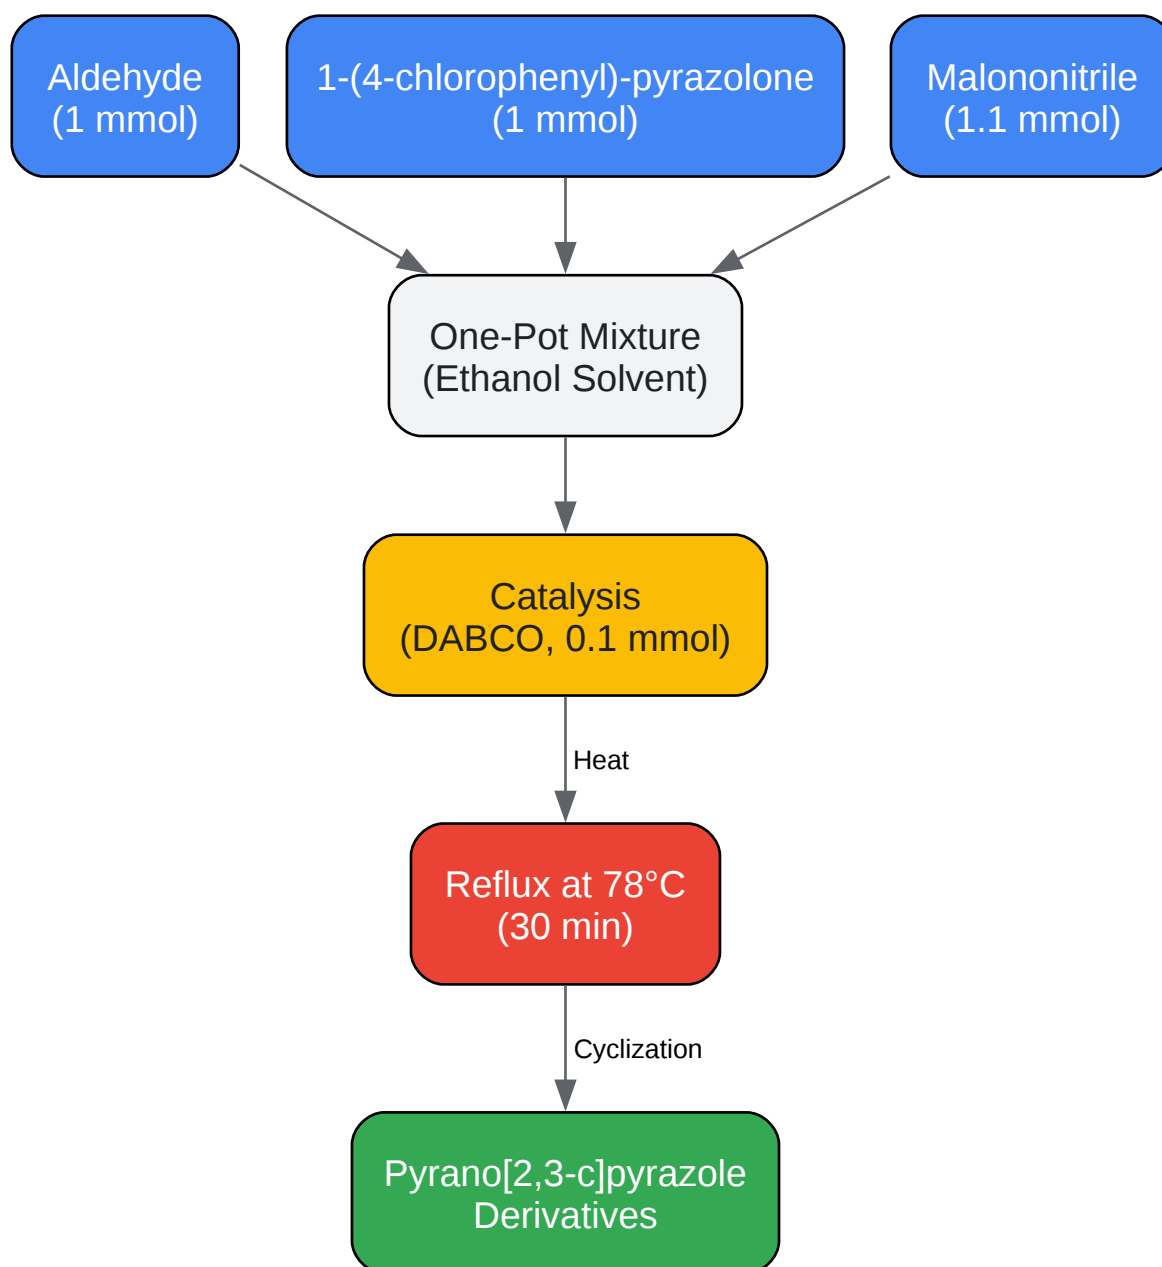 Aldehyde
(1 mmol)
1-(4-chlorophenyl)-pyrazolone
(1 mmol)
Malononitrile
(1.1 mmol)
One-Pot Mixture
(Ethanol Solvent)
Catalysis
(DABCO, 0.1 mmol)
Heat
Reflux at 78°C
(30 min)
Cyclization
Pyrano[2,3-c]pyrazole
Derivatives